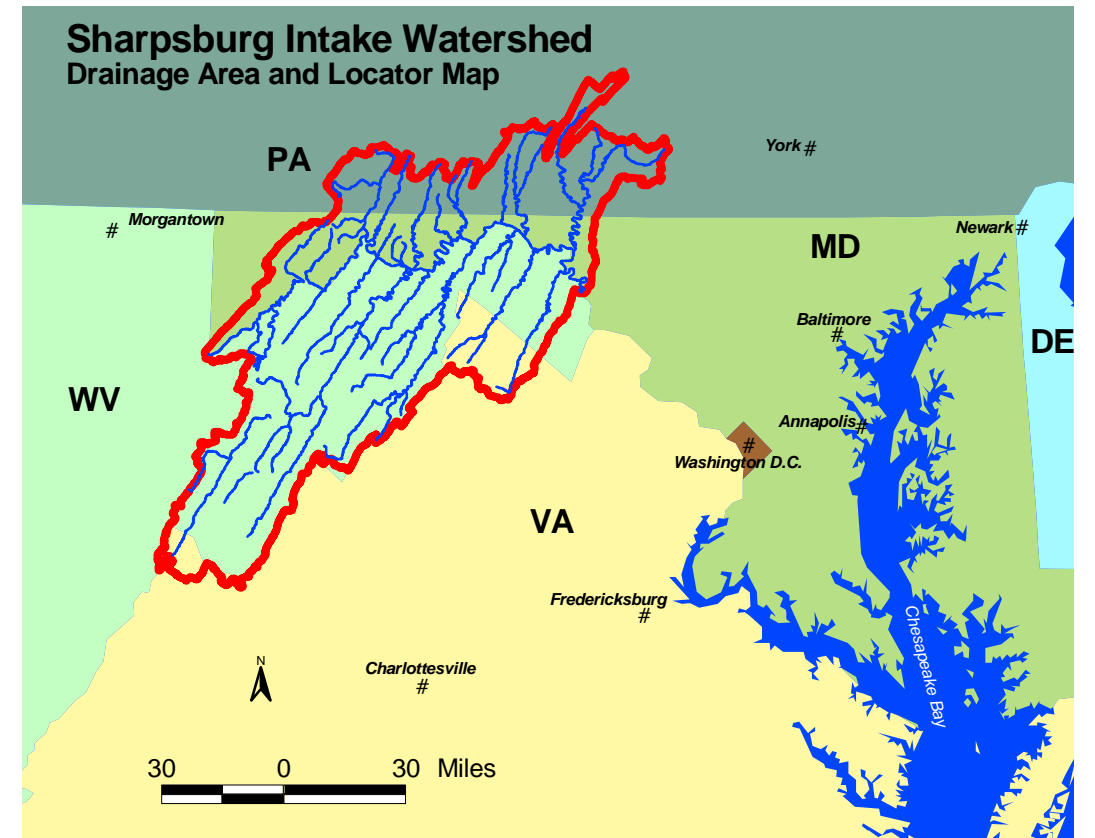 Sharpsburg Intake Watershed
Drainage Area and Locator Map
PA
York #
# Morgantown
Newark #
MD
Baltimore
#
DE
WV
Annapolis #
#
Washington D.C.
VA
Fredericksburg
#
Chesapeake Bay
Charlottesville
#
N
30 0 30 Miles